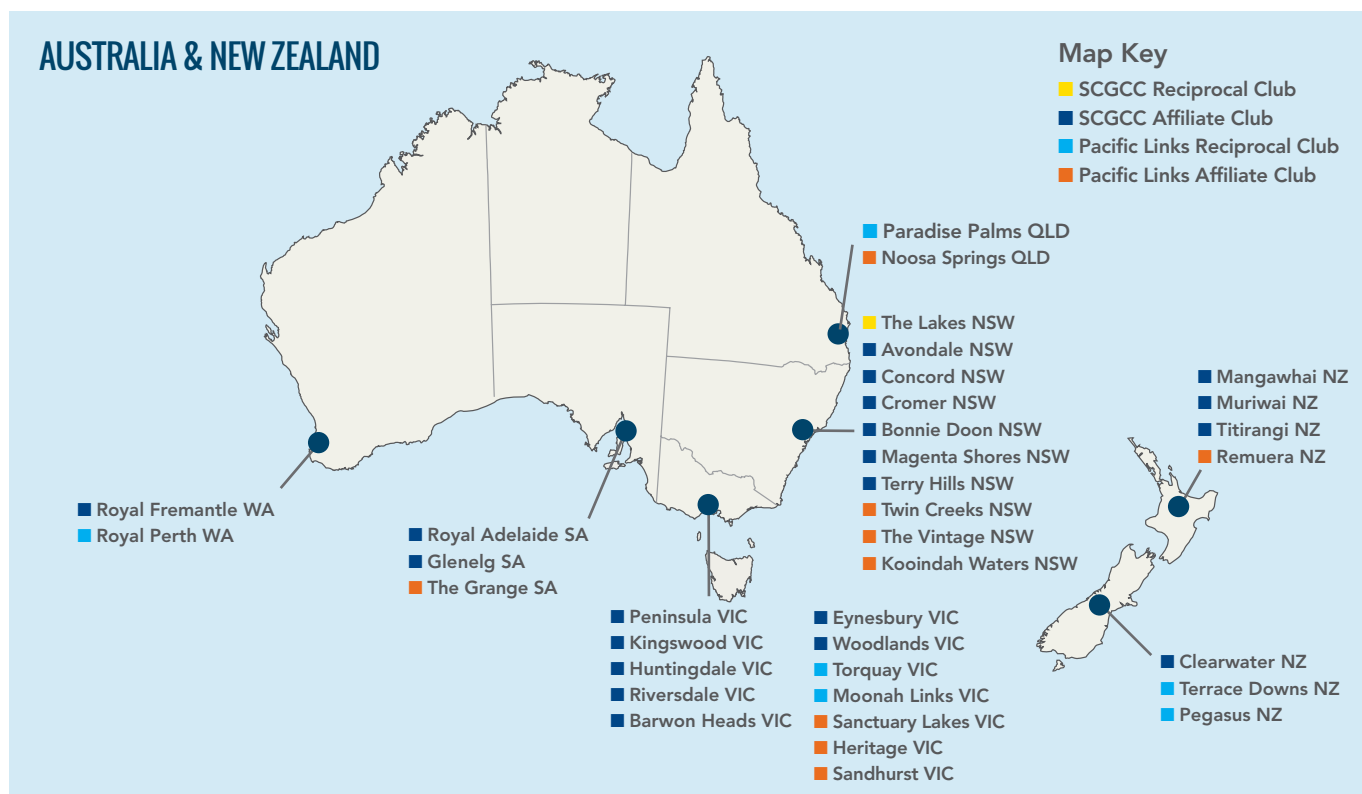 AUSTRALIA & NEW ZEALAND
Map Key
SCGCC Reciprocal Club
SCGCC Affiliate Club
Pacific Links Reciprocal Club
Pacific Links Affiliate Club
Paradise Palms QLD
Noosa Springs QLD
The Lakes NSW
Avondale NSW
Concord NSW
Cromer NSW
Bonnie Doon NSW
Magenta Shores NSW
Terry Hills NSW
Twin Creeks NSW
The Vintage NSW
Kooindah Waters NSW
Mangawhai NZ
Muriwai NZ
Titirangi NZ
Remuera NZ
Royal Fremantle WA
Royal Perth WA
Royal Adelaide SA
Glenelg SA
The Grange SA
Peninsula VIC
Kingswood VIC
Huntingdale VIC
Riversdale VIC
Barwon Heads VIC
Eynesbury VIC
Woodlands VIC
Torquay VIC
Moonah Links VIC
Sanctuary Lakes VIC
Heritage VIC
Sandhurst VIC
Clearwater NZ
Terrace Downs NZ
Pegasus NZ